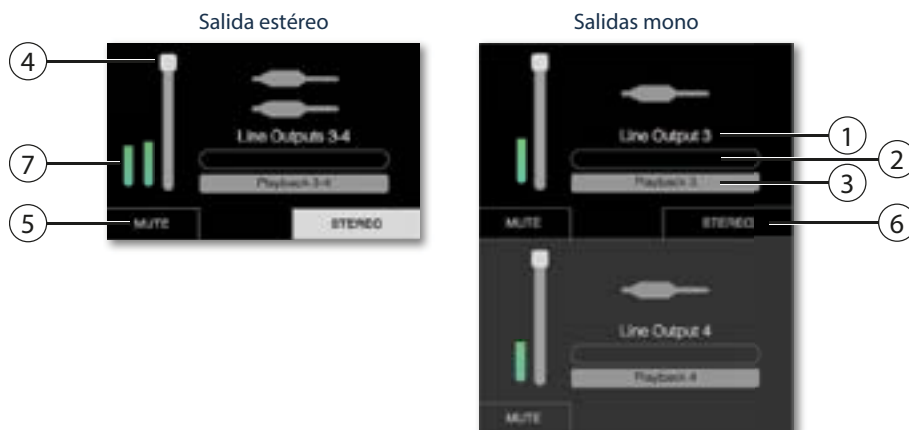 Salida estéreo
Salidas mono
4
7
5
Line Outputs 3-4
Playback 3-4
MUTE
STEREO
Line Output 3
Playback 3
MUTE
STEREO
1
2
3
6
Line Output 4
Playback 4
MUTE